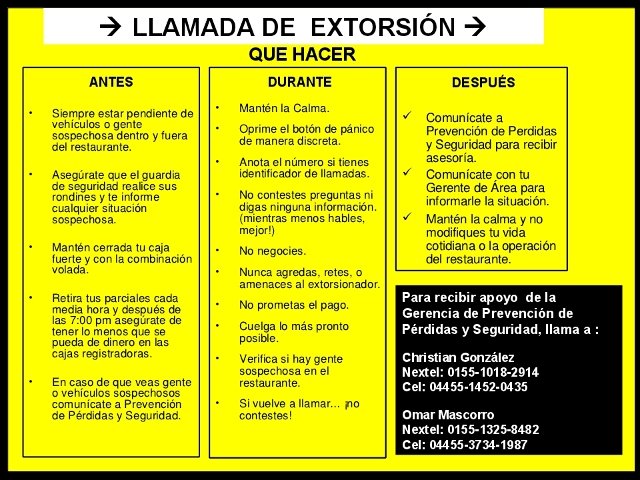 → LLAMADA DE EXTORSIÓN →
QUE HACER
ANTES
• Siempre estar pendiente de
vehículos o gente
sospechosa dentro y fuera
del restaurante.
• Asegúrate que el guardia
de seguridad realice sus
rondines y te informe
cualquier situación
sospechosa.
• Mantén cerrada tu caja
fuerte y con la combinación
volada.
• Retira tus parciales cada
media hora y después de
las 7:00 pm asegúrate de
tener lo menos que se
pueda de dinero en las
cajas registradoras.
• En caso de que veas gente
o vehículos sospechosos
comunícate a Prevención
de Pérdidas y Seguridad.
DURANTE
• Mantén la Calma.
• Oprime el botón de pánico
de manera discreta.
• Anota el número si tienes
identificador de llamadas.
• No contestes preguntas ni
digas ninguna información.
(mientras menos hables,
mejor!)
• No negocies.
• Nunca agredas, retes, o
amenaces al extorsionador.
• No prometas el pago.
• Cuelga lo más pronto
posible.
• Verifica si hay gente
sospechosa en el
restaurante.
• Si vuelve a llamar... ¡no
contestes!
DESPUÉS
✓ Comunícate a
Prevención de Perdidas
y Seguridad para recibir
asesoría.
✓ Comunícate con tu
Gerente de Área para
informarle la situación.
✓ Mantén la calma y no
modifiques tu vida
cotidiana o la operación
del restaurante.
Para recibir apoyo de la
Gerencia de Prevención de
Pérdidas y Seguridad, llama a :
Christian González
Nextel: 0155-1018-2914
Cel: 04455-1452-0435
Omar Mascorro
Nextel: 0155-1325-8482
Cel: 04455-3734-1987